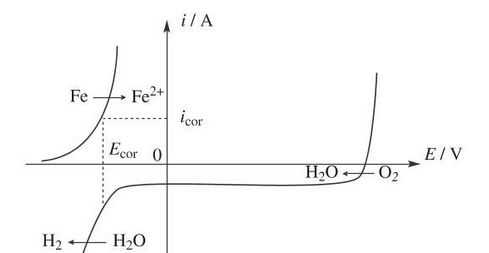 i / A
Fe → Fe²⁺
i_cor
E_cor
0
E / V
H₂O ← O₂
H₂ ← H₂O